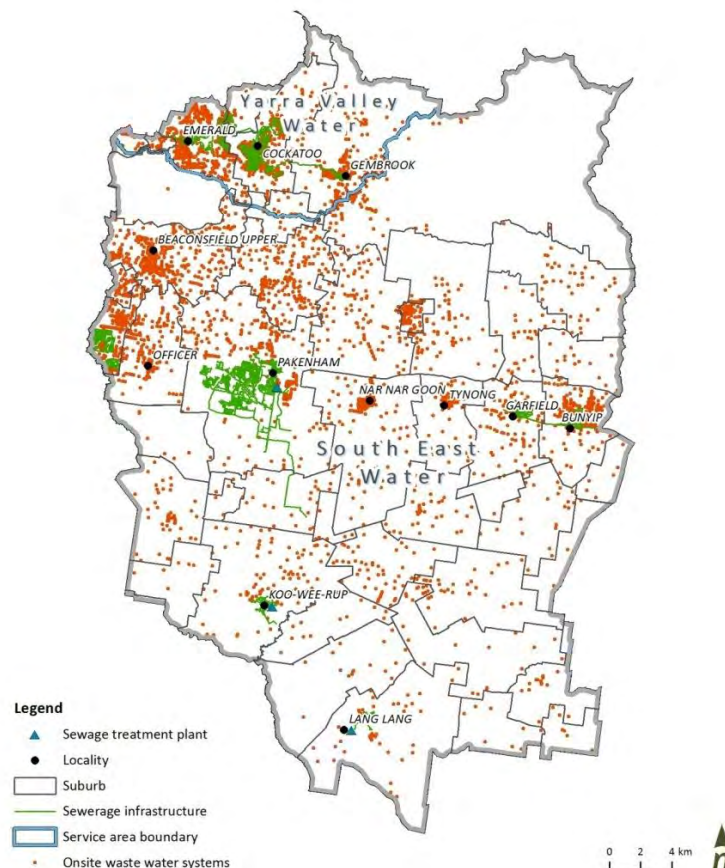 Yarra Valley
Water
EMERALD
COCKATOO
GEMBROOK
BEACONSFIELD UPPER
OFFICER
PAKENHAM
NAR NAR GOON
TYNONG
GARFIELD
BUNYIP
South East
Water
KOO-WEE-RUP
LANG LANG
Legend
Sewage treatment plant
Locality
Suburb
Sewerage infrastructure
Service area boundary
Onsite waste water systems
0 2 4 km